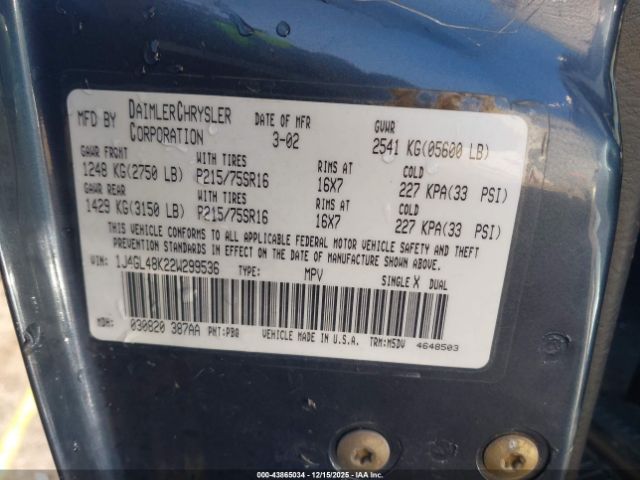 MFD BY DAIMLERCHRYSLER CORPORATION DATE OF MFR 3-02 GVWR 2541 KG(05600 LB)
GAWR FRONT WITH TIRES RIMS AT COLD
1248 KG(2750 LB) P215/75SR16 16X7 227 KPA(33 PSI)
GAWR REAR WITH TIRES RIMS AT COLD
1429 KG(3150 LB) P215/75SR16 16X7 227 KPA(33 PSI)
THIS VEHICLE CONFORMS TO ALL APPLICABLE FEDERAL MOTOR VEHICLE SAFETY AND THEFT
PREVENTION STANDARDS IN EFFECT ON THE DATE OF MANUFACTURE SHOWN ABOVE.
VIN: 1J4GL48K22W299536 TYPE: MPV SINGLE X DUAL
MDH: 030820 387AA PNT:PBG VEHICLE MADE IN U.S.A. TRM:M5DV 4648503
000-43865034 - 12/15/2025 - IAAI.COM